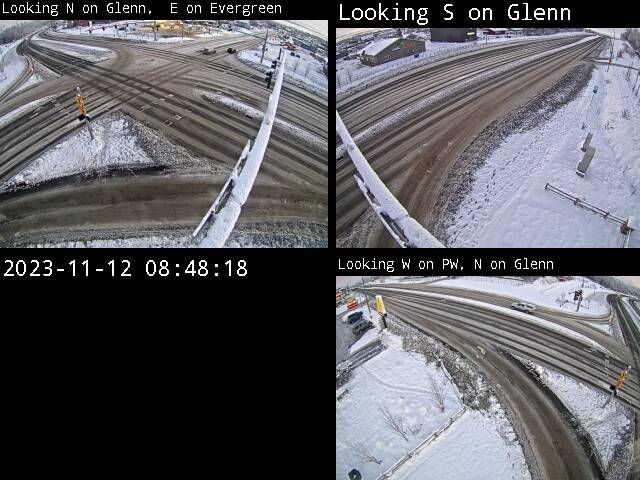 Looking N on Glenn,  E on Evergreen
Looking S on Glenn
2023-11-12 08:48:18
Looking W on PW, N on Glenn